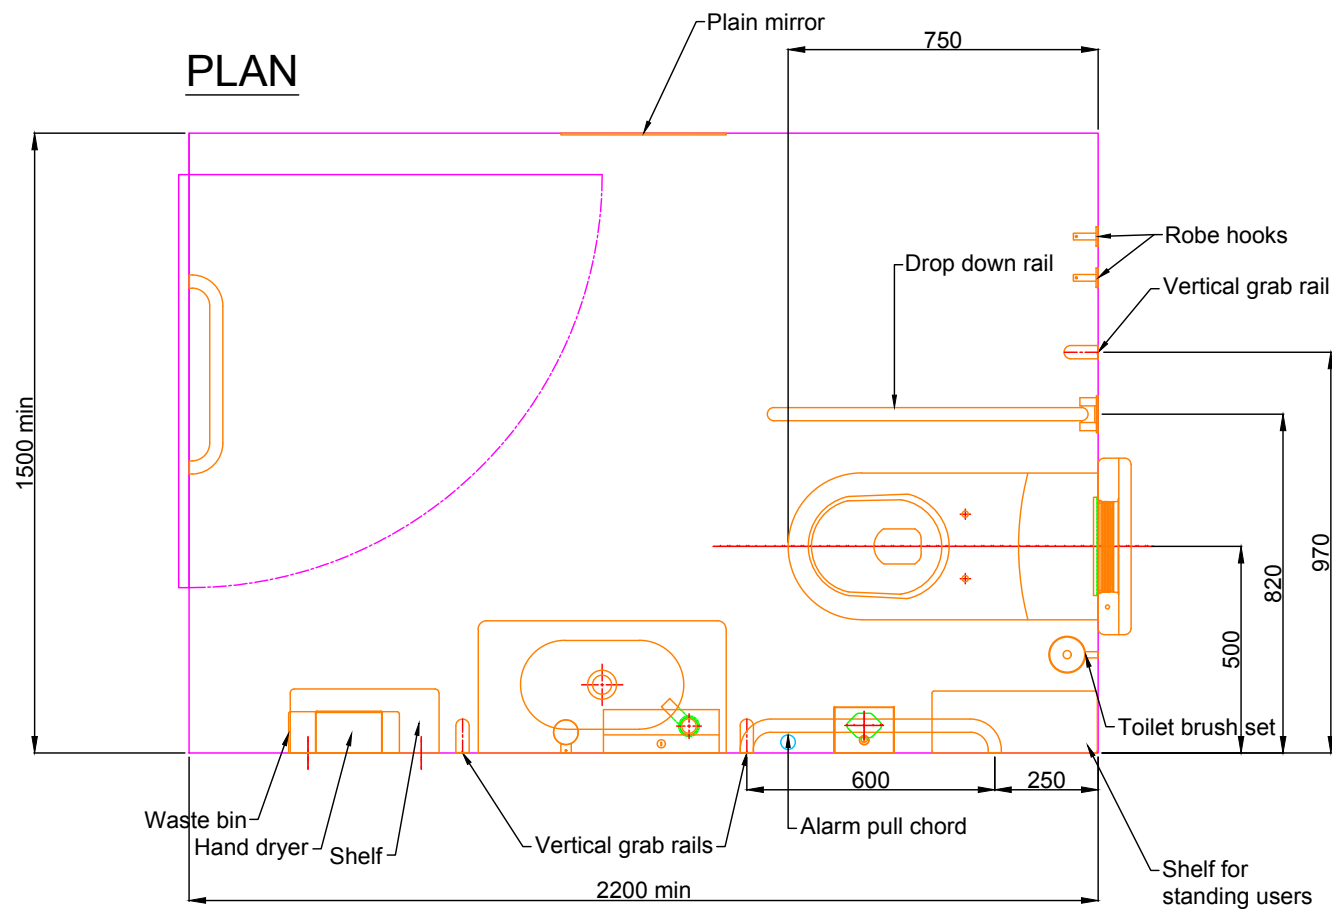 Plain mirror
750
PLAN
Robe hooks
Drop down rail
Vertical grab rail
1500 min
970
820
500
Toilet brush set
600
250
Waste bin
Hand dryer
Shelf
Vertical grab rails
Alarm pull chord
Shelf for
standing users
2200 min